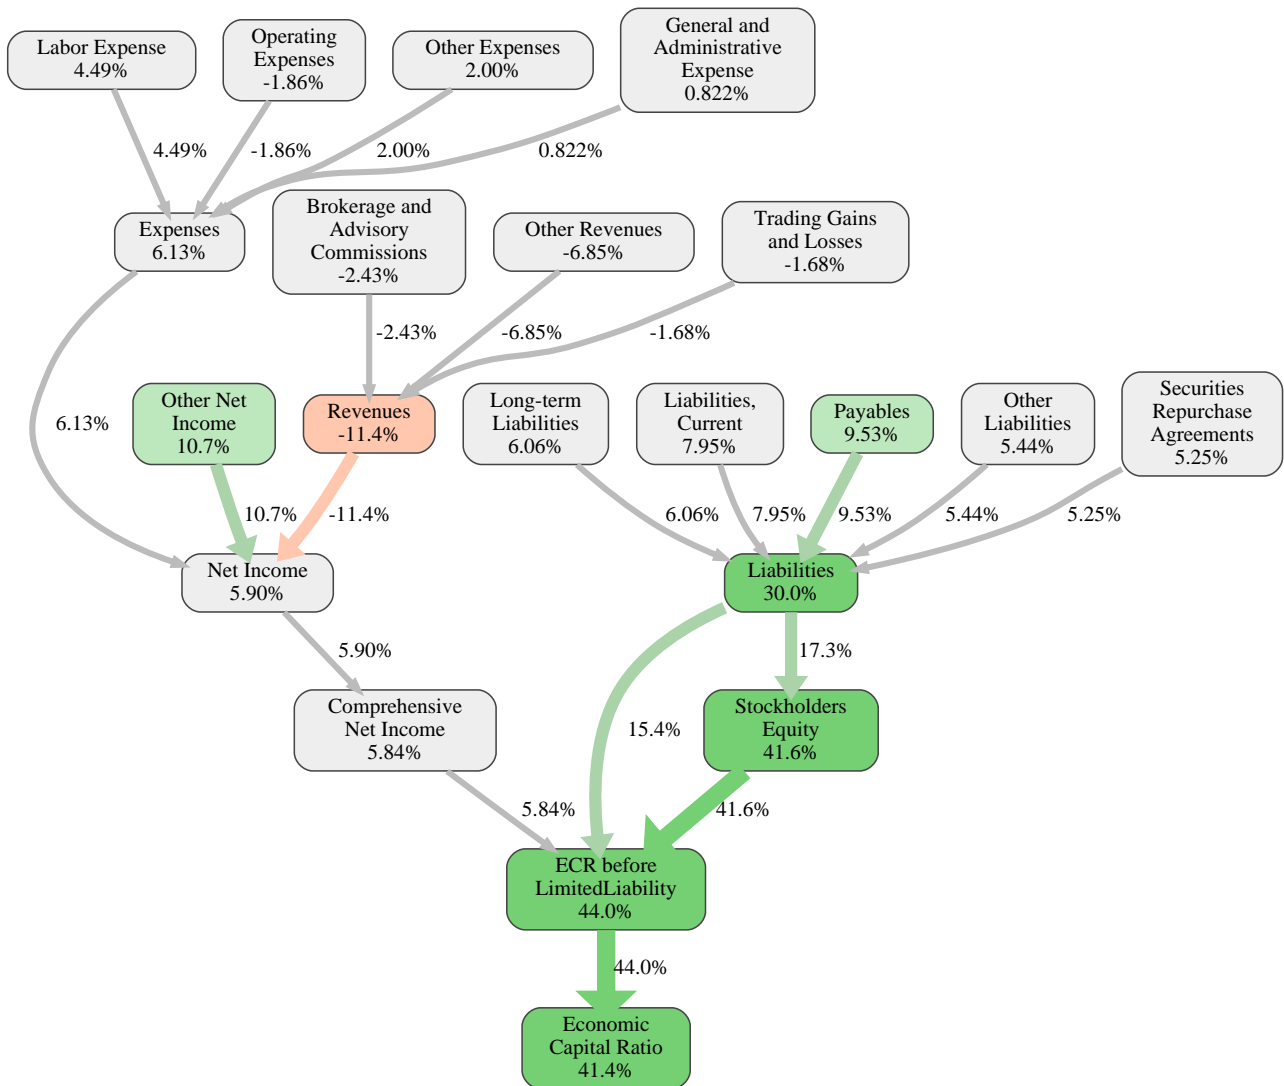 Labor Expense
4.49%
Operating
Expenses
-1.86%
Other Expenses
2.00%
General and
Administrative
Expense
0.822%
4.49%
-1.86%
2.00%
0.822%
Expenses
6.13%
Brokerage and
Advisory
Commissions
-2.43%
Other Revenues
-6.85%
Trading Gains
and Losses
-1.68%
-2.43%
-6.85%
-1.68%
6.13%
Other Net
Income
10.7%
Revenues
-11.4%
Long-term
Liabilities
6.06%
Liabilities,
Current
7.95%
Payables
9.53%
Other
Liabilities
5.44%
Securities
Repurchase
Agreements
5.25%
10.7%
-11.4%
6.06%
7.95%
9.53%
5.44%
5.25%
Net Income
5.90%
Liabilities
30.0%
5.90%
17.3%
Comprehensive
Net Income
5.84%
15.4%
Stockholders
Equity
41.6%
5.84%
41.6%
ECR before
LimitedLiability
44.0%
44.0%
Economic
Capital Ratio
41.4%